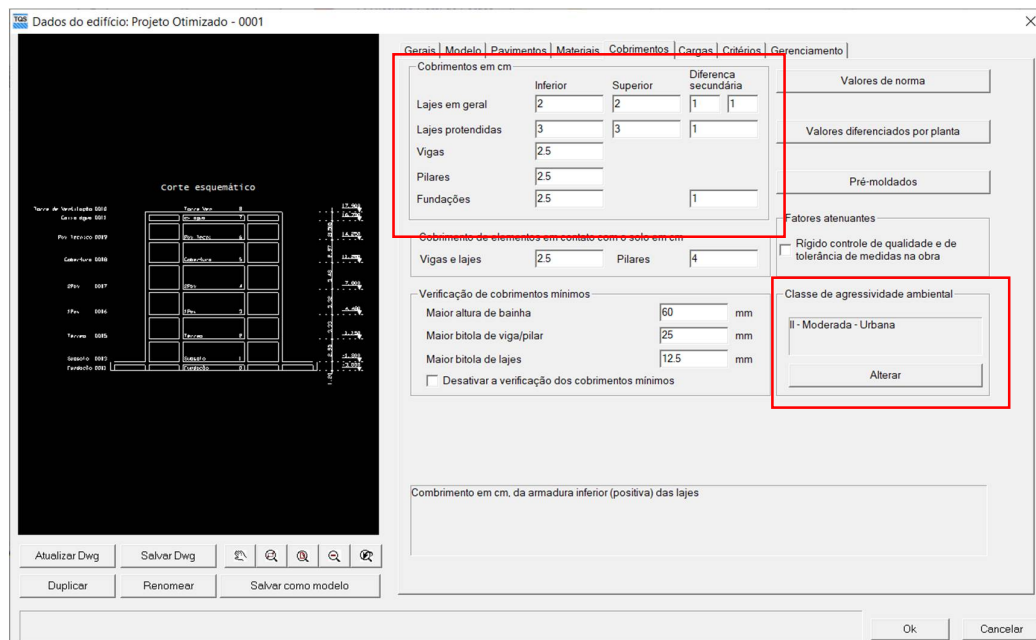 TQS Dados do edifício: Projeto Otimizado - 0001
Gerais Modelo Pavimentos Materiais Cobrimentos Cargas Critérios Gerenciamento
Cobrimentos em cm
Inferior Superior Diferenca secundária
Lajes em geral 2 2 1 1
Lajes protendidas 3 3 1
Vigas 2.5
Pilares 2.5
Fundações 2.5 1
Cobrimento de elementos em contato com o solo em cm
Vigas e lajes 2.5 Pilares 4
Verificação de cobrimentos mínimos
Maior altura de bainha 60 mm
Maior bitola de viga/pilar 25 mm
Maior bitola de lajes 12.5 mm
Desativar a verificação dos cobrimentos mínimos
Valores de norma
Valores diferenciados por planta
Pré-moldados
Fatores atenuantes
Rígido controle de qualidade e de
tolerância de medidas na obra
Classe de agressividade ambiental
II - Moderada - Urbana
Alterar
Combrimento em cm, da armadura inferior (positiva) das lajes
Corte esquemático
Atualizar Dwg Salvar Dwg
Duplicar Renomear Salvar como modelo
Ok Cancelar